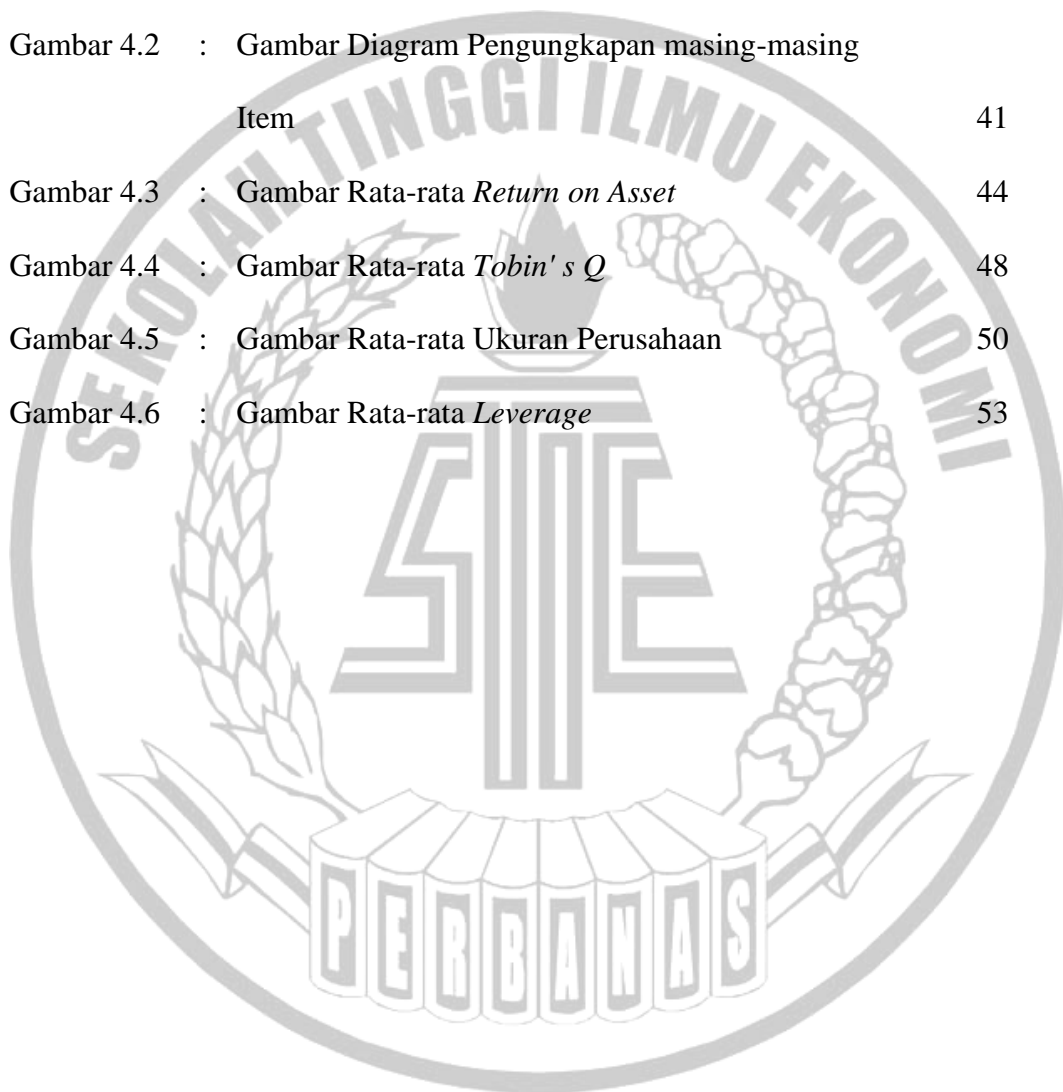 Gambar 4.2 : Gambar Diagram Pengungkapan masing-masing
Item 41
Gambar 4.3 : Gambar Rata-rata Return on Asset 44
Gambar 4.4 : Gambar Rata-rata Tobin' s Q 48
Gambar 4.5 : Gambar Rata-rata Ukuran Perusahaan 50
Gambar 4.6 : Gambar Rata-rata Leverage 53
SEKOLAH TINGGI ILMU EKONOMI
STIE
PERBANAS